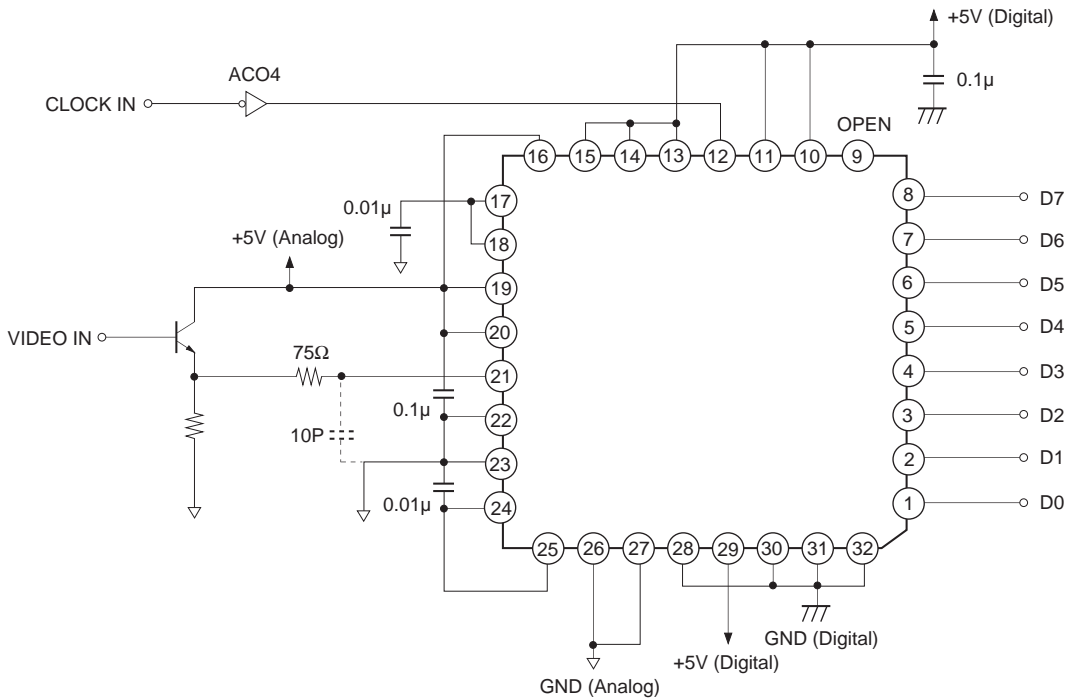 +5V (Digital)
ACO4
CLOCK IN
0.1µ
OPEN
16 15 14 13 12 11 10 9
17
0.01µ
18
+5V (Analog)
19
VIDEO IN
20
75Ω
21
0.1µ
22
10P
23
0.01µ
24
8 D7
7 D6
6 D5
5 D4
4 D3
3 D2
2 D1
1 D0
25 26 27 28 29 30 31 32
GND (Digital)
+5V (Digital)
GND (Analog)